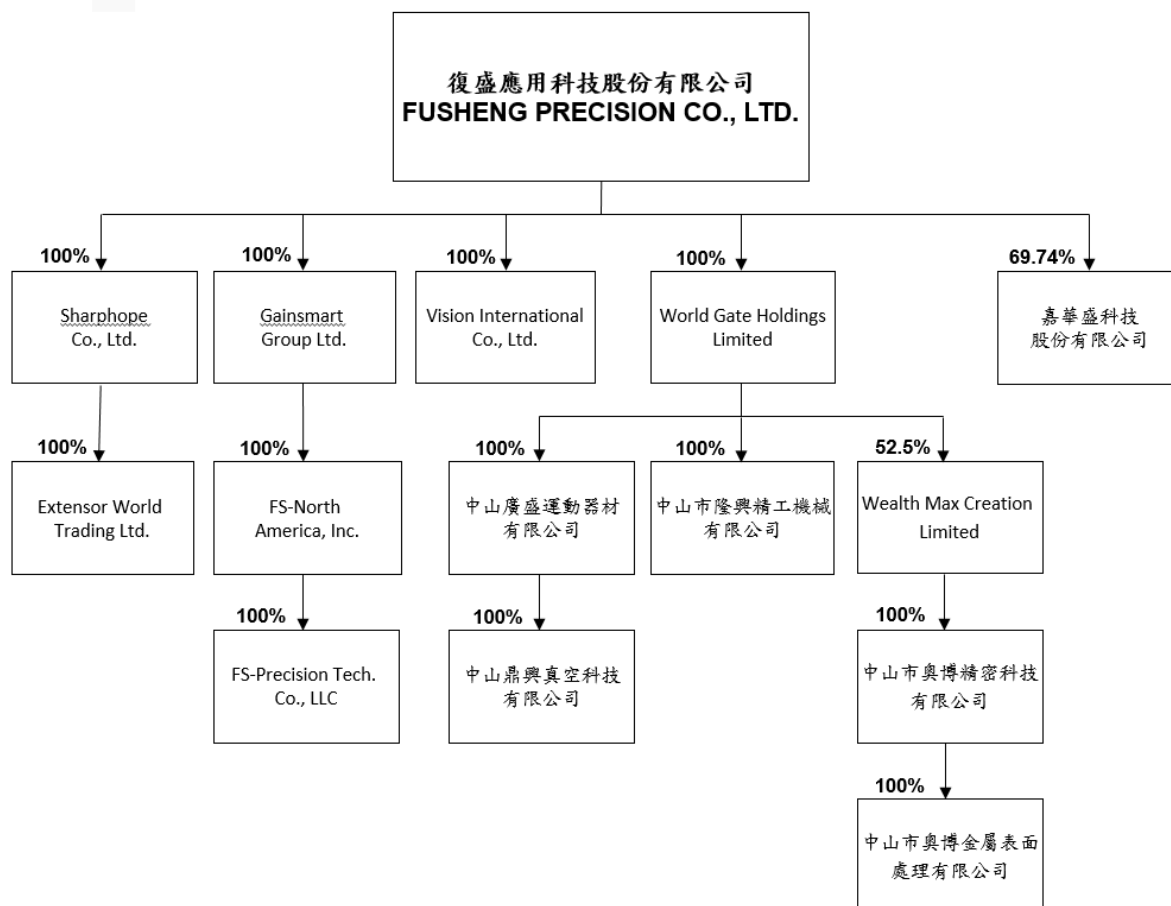 復盛應用科技股份有限公司
FUSHENG PRECISION CO., LTD.
100%
100%
100%
100%
69.74%
Sharphope
Co., Ltd.
Gainsmart
Group Ltd.
Vision International
Co., Ltd.
World Gate Holdings
Limited
嘉華盛科技
股份有限公司
100%
100%
100%
100%
52.5%
Extensor World
Trading Ltd.
FS-North
America, Inc.
中山廣盛運動器材
有限公司
中山市隆興精工機械
有限公司
Wealth Max Creation
Limited
100%
100%
100%
FS-Precision Tech.
Co., LLC
中山鼎興真空科技
有限公司
中山市奧博精密科技
有限公司
100%
中山市奧博金屬表面
處理有限公司